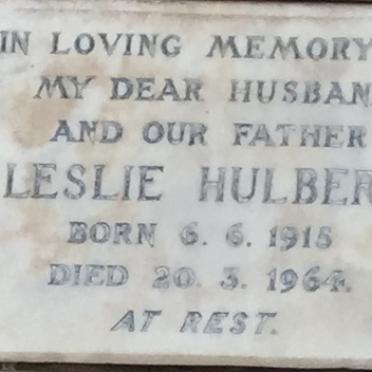 IN LOVING MEMORY
MY DEAR HUSBAN
AND OUR FATHER
LESLIE HULBER
BORN 6. 6. 1915
DIED 20. 3. 1964.
AT REST.